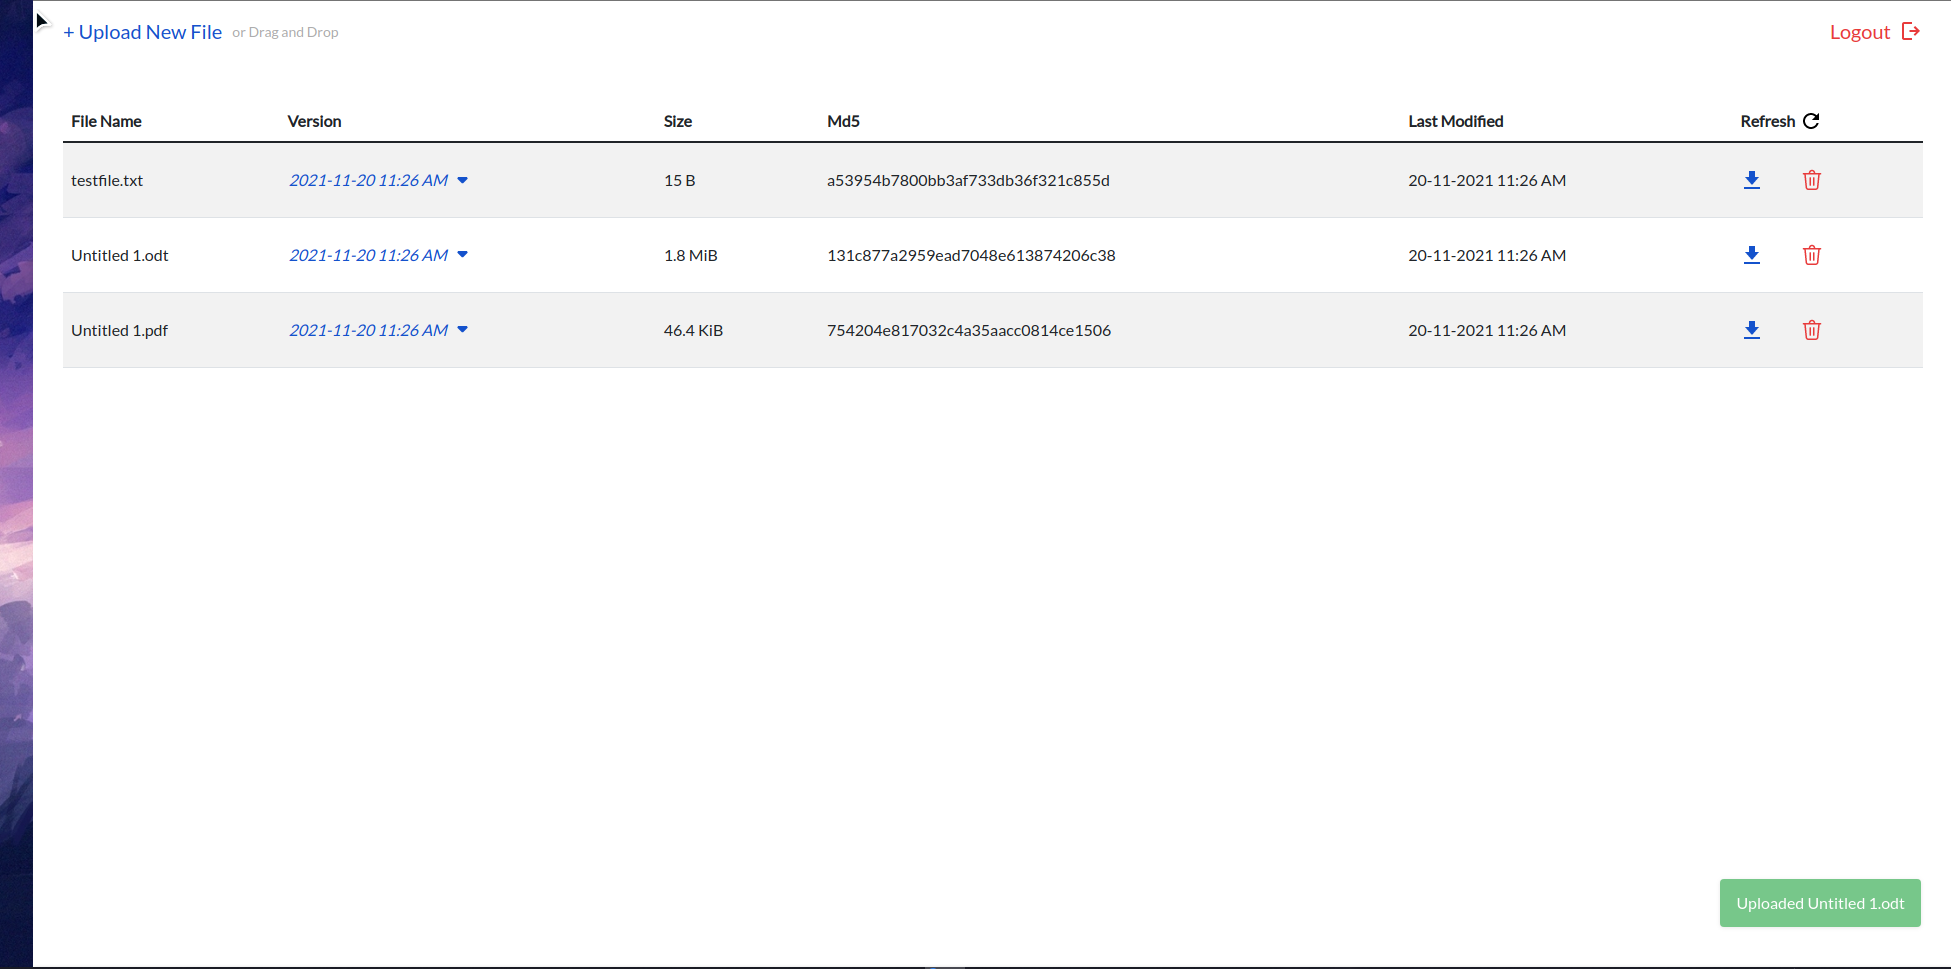 + Upload New File or Drag and Drop Logout
File Name Version Size Md5 Last Modified Refresh
testfile.txt 2021-11-20 11:26 AM 15 B a53954b7800bb3af733db36f321c855d 20-11-2021 11:26 AM
Untitled 1.odt 2021-11-20 11:26 AM 1.8 MiB 131c877a2959ead7048e613874206c38 20-11-2021 11:26 AM
Untitled 1.pdf 2021-11-20 11:26 AM 46.4 KiB 754204e817032c4a35aacc0814ce1506 20-11-2021 11:26 AM
Uploaded Untitled 1.odt